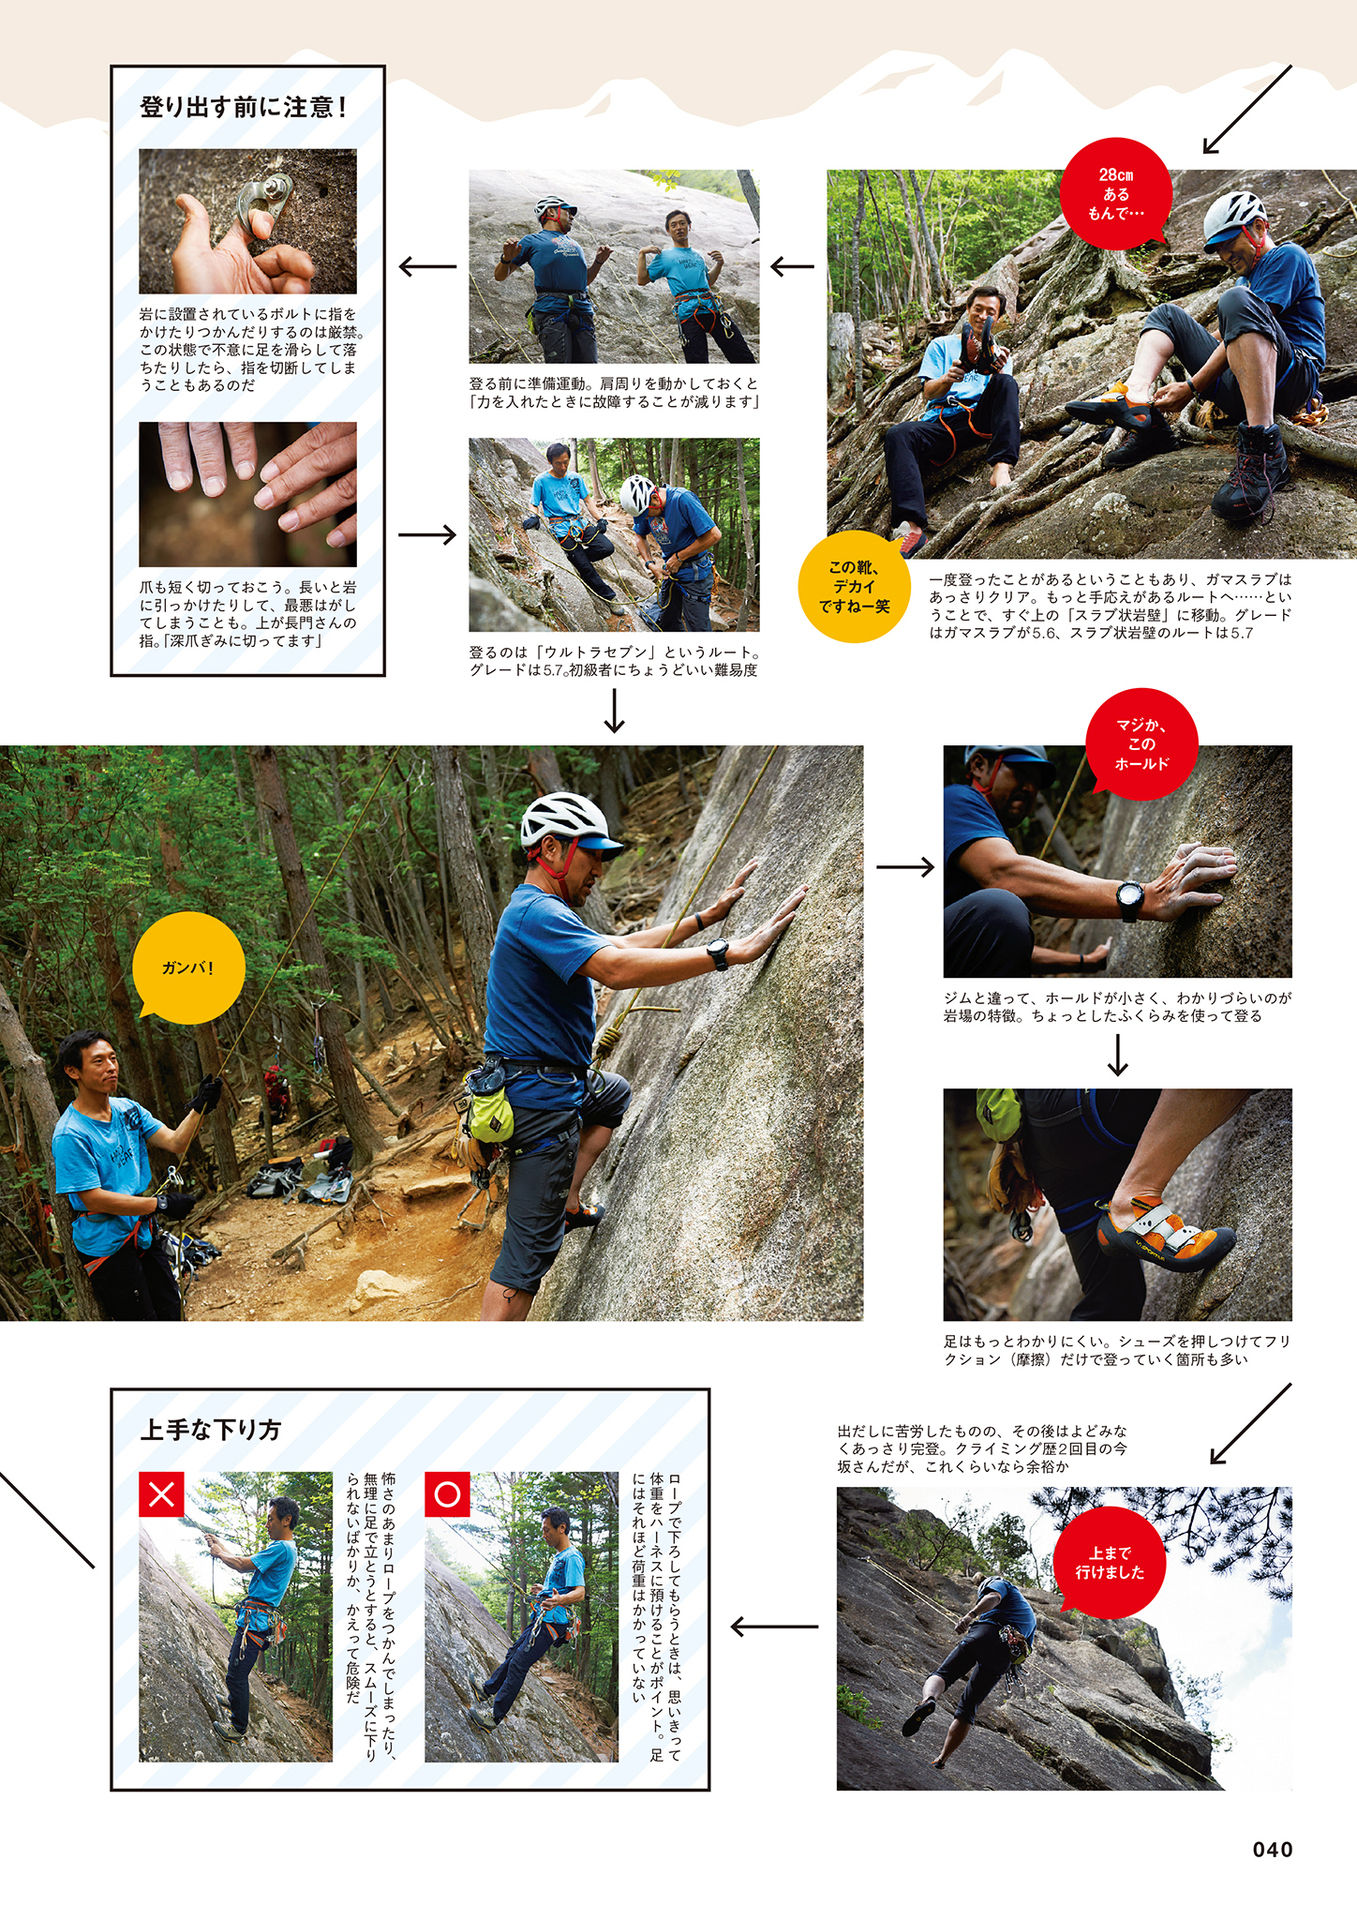 28cm
ある
もんで…
この靴、
デカイ
ですねー笑
一度登ったことがあるということもあり、ガマスラブは
あっさりクリア。もっと手応えがあるルートへ……とい
うことで、すぐ上の「スラブ状岩壁」に移動。グレード
はガマスラブが5.6、スラブ状岩壁のルートは5.7
登る前に準備運動。肩周りを動かしておくと
「力を入れたときに故障することが減ります」
登り出す前に注意！
岩に設置されているボルトに指を
かけたりつかんだりするのは厳禁。
この状態で不意に足を滑らして落
ちたりしたら、指を切断してしま
うこともあるのだ
爪も短く切っておこう。長いと岩
に引っかけたりして、最悪はがし
てしまうことも。上が長門さんの
指。「深爪ぎみに切ってます」
登るのは「ウルトラセブン」というルート。
グレードは5.7。初級者にちょうどいい難易度
ガンバ！
マジか、
この
ホールド
ジムと違って、ホールドが小さく、わかりづらいのが
岩場の特徴。ちょっとしたふくらみを使って登る
足はもっとわかりにくい。シューズを押しつけてフリ
クション（摩擦）だけで登っていく箇所も多い
出だしに苦労したものの、その後はよどみな
くあっさり完登。クライミング歴2回目の今
坂さんだが、これくらいなら余裕か
上まで
行けました
上手な下り方
ロープで下ろしてもらうときは、思いきって
体重をハーネスに預けることがポイント。足
にはそれほど荷重はかかっていない
怖さのあまりロープをつかんでしまったり、
無理に足で立とうとすると、スムーズに下り
られないばかりか、かえって危険だ
040